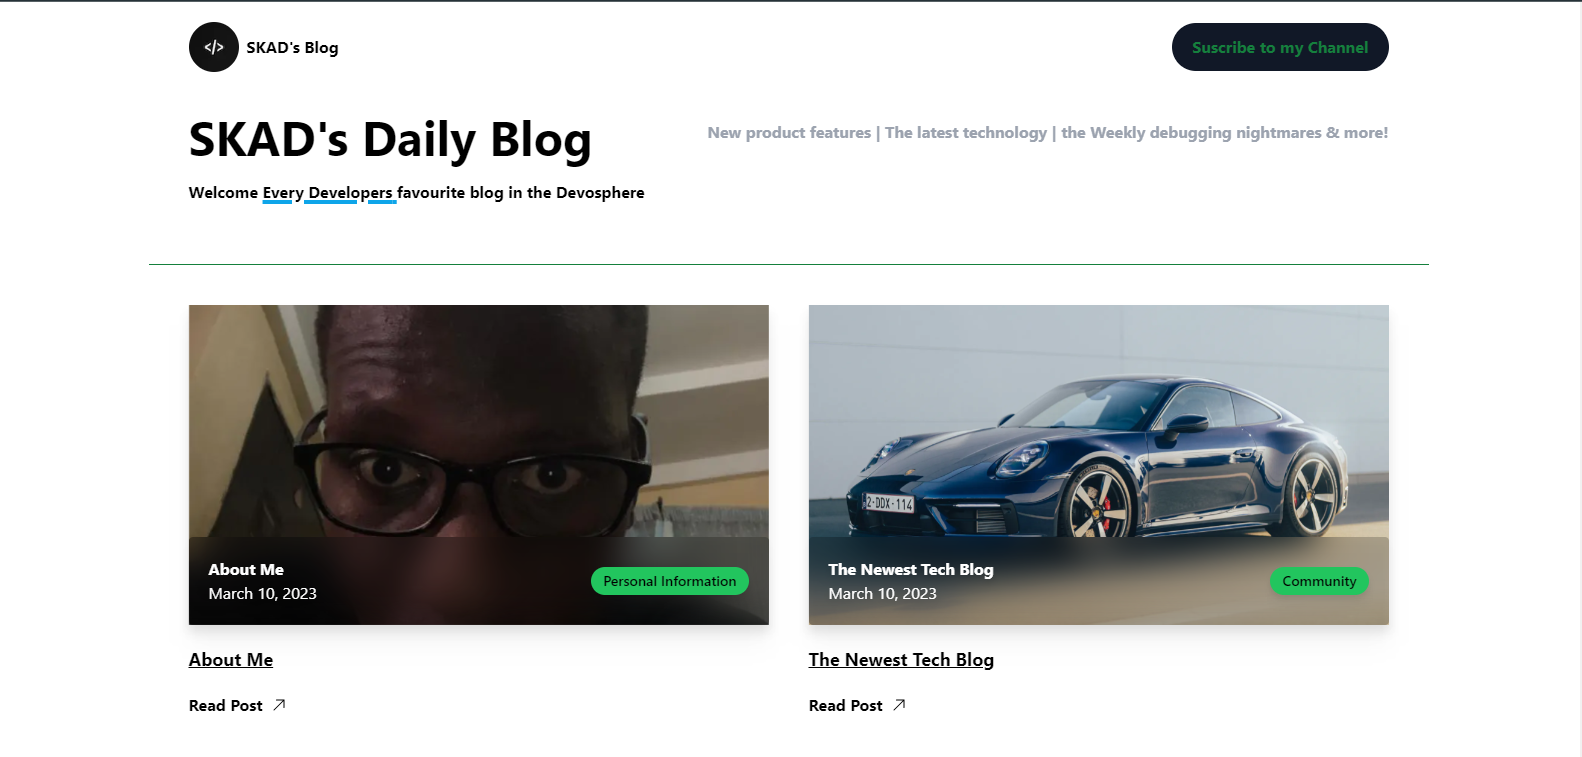 </> SKAD's Blog
Suscribe to my Channel
SKAD's Daily Blog
New product features | The latest technology | the Weekly debugging nightmares & more!
Welcome Every Developers favourite blog in the Devosphere
2-DDX-114
About Me
March 10, 2023
Personal Information
The Newest Tech Blog
March 10, 2023
Community
About Me
The Newest Tech Blog
Read Post
Read Post